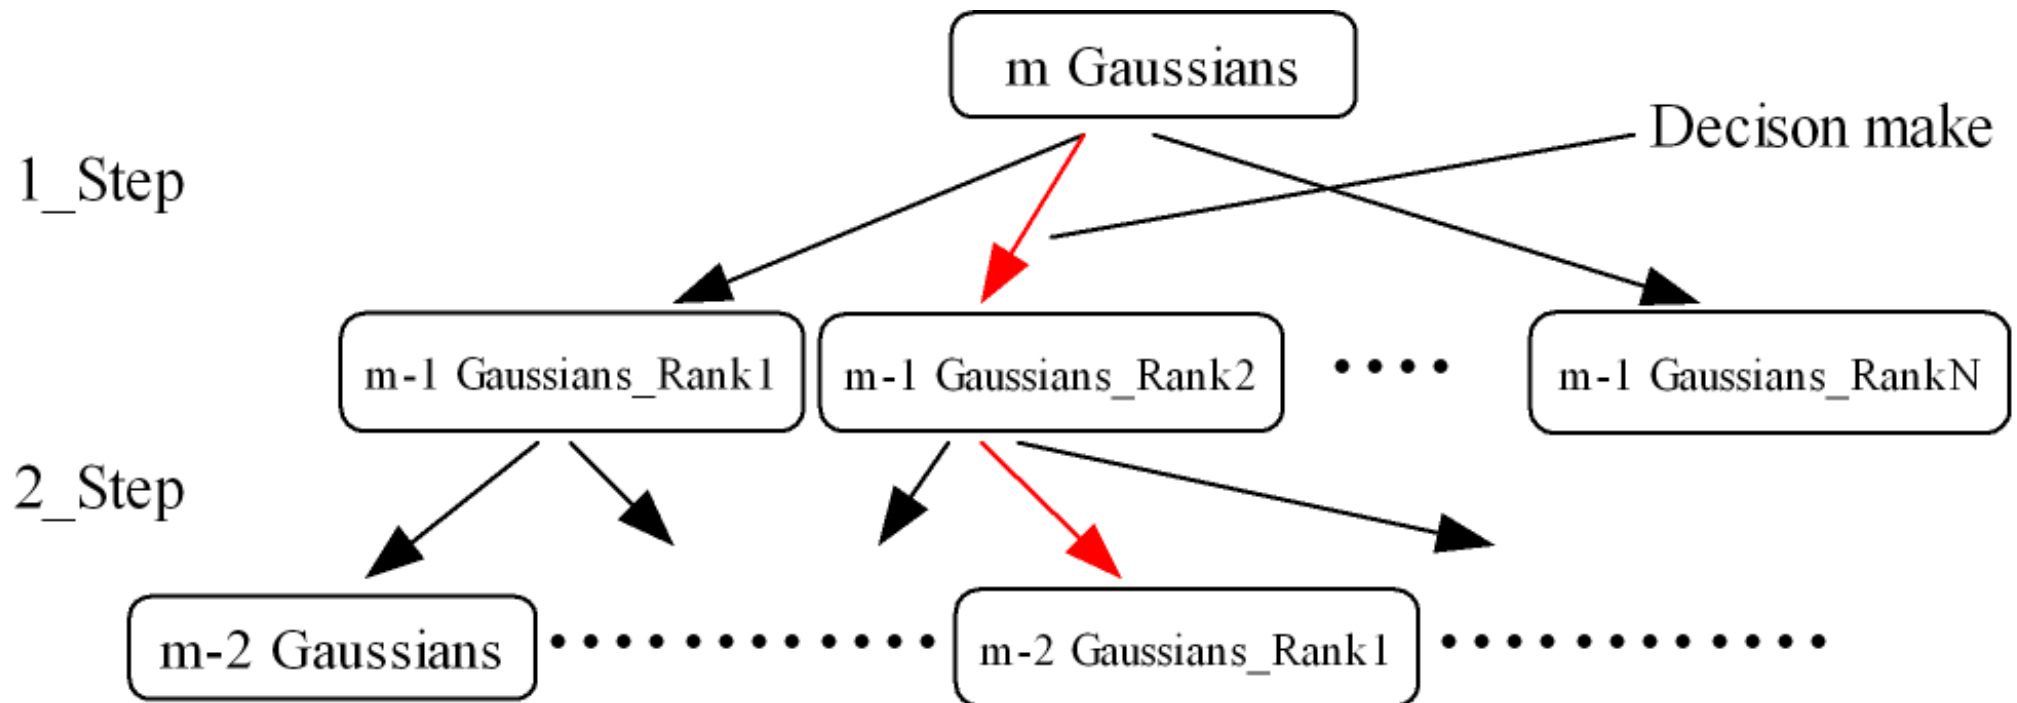 m Gaussians
Decison make
1_Step
m-1 Gaussians_Rank1
m-1 Gaussians_Rank2
m-1 Gaussians_RankN
2_Step
m-2 Gaussians
m-2 Gaussians_Rank1